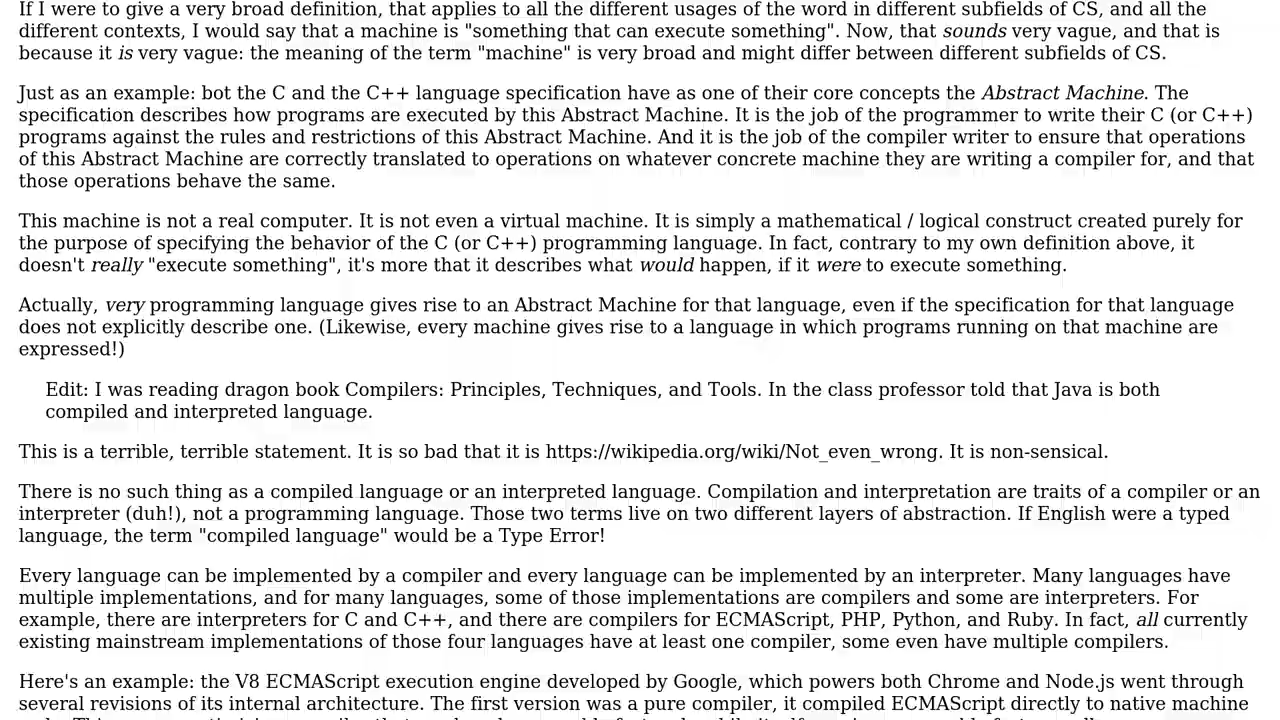 If I were to give a very broad definition, that applies to all the different usages of the word in different subfields of CS, and all the
different contexts, I would say that a machine is "something that can execute something". Now, that sounds very vague, and that is
because it is very vague: the meaning of the term "machine" is very broad and might differ between different subfields of CS.
Just as an example: bot the C and the C++ language specification have as one of their core concepts the Abstract Machine. The
specification describes how programs are executed by this Abstract Machine. It is the job of the programmer to write their C (or C++)
programs against the rules and restrictions of this Abstract Machine. And it is the job of the compiler writer to ensure that operations
of this Abstract Machine are correctly translated to operations on whatever concrete machine they are writing a compiler for, and that
those operations behave the same.
This machine is not a real computer. It is not even a virtual machine. It is simply a mathematical / logical construct created purely for
the purpose of specifying the behavior of the C (or C++) programming language. In fact, contrary to my own definition above, it
doesn't really "execute something", it's more that it describes what would happen, if it were to execute something.
Actually, very programming language gives rise to an Abstract Machine for that language, even if the specification for that language
does not explicitly describe one. (Likewise, every machine gives rise to a language in which programs running on that machine are
expressed!)
Edit: I was reading dragon book Compilers: Principles, Techniques, and Tools. In the class professor told that Java is both
compiled and interpreted language.
This is a terrible, terrible statement. It is so bad that it is https://wikipedia.org/wiki/Not_even_wrong. It is non-sensical.
There is no such thing as a compiled language or an interpreted language. Compilation and interpretation are traits of a compiler or an
interpreter (duh!), not a programming language. Those two terms live on two different layers of abstraction. If English were a typed
language, the term "compiled language" would be a Type Error!
Every language can be implemented by a compiler and every language can be implemented by an interpreter. Many languages have
multiple implementations, and for many languages, some of those implementations are compilers and some are interpreters. For
example, there are interpreters for C and C++, and there are compilers for ECMAScript, PHP, Python, and Ruby. In fact, all currently
existing mainstream implementations of those four languages have at least one compiler, some even have multiple compilers.
Here's an example: the V8 ECMAScript execution engine developed by Google, which powers both Chrome and Node.js went through
several revisions of its internal architecture. The first version was a pure compiler, it compiled ECMAScript directly to native machine